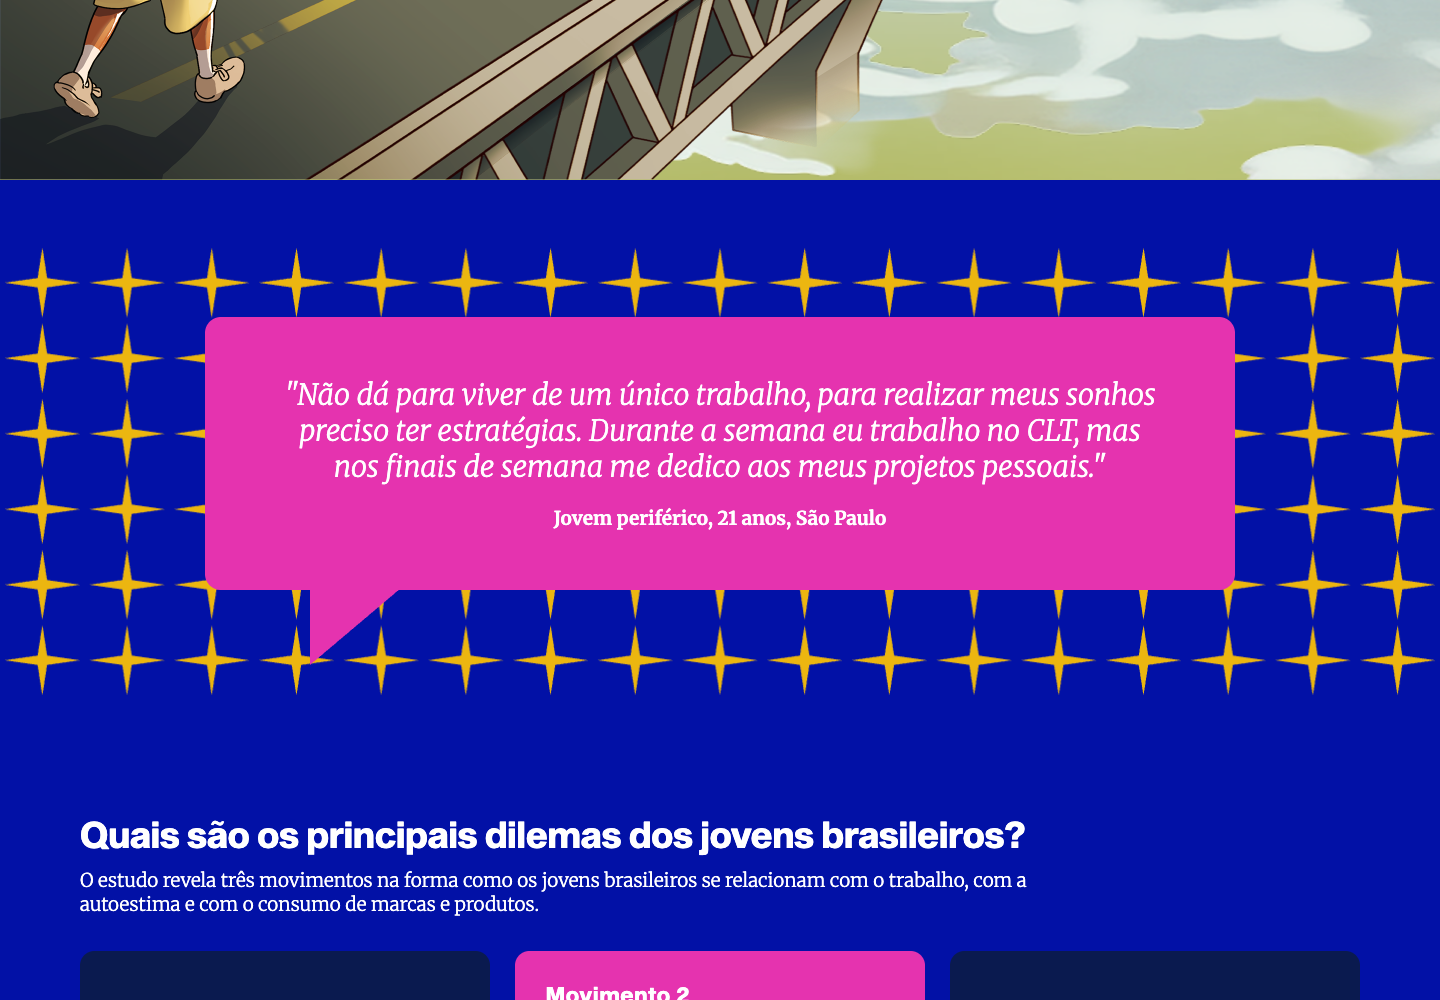 "Não dá para viver de um único trabalho, para realizar meus sonhos
preciso ter estratégias. Durante a semana eu trabalho no CLT, mas
nos finais de semana me dedico aos meus projetos pessoais."
Jovem periférico, 21 anos, São Paulo
Quais são os principais dilemas dos jovens brasileiros?
O estudo revela três movimentos na forma como os jovens brasileiros se relacionam com o trabalho, com a
autoestima e com o consumo de marcas e produtos.
Movimento 2